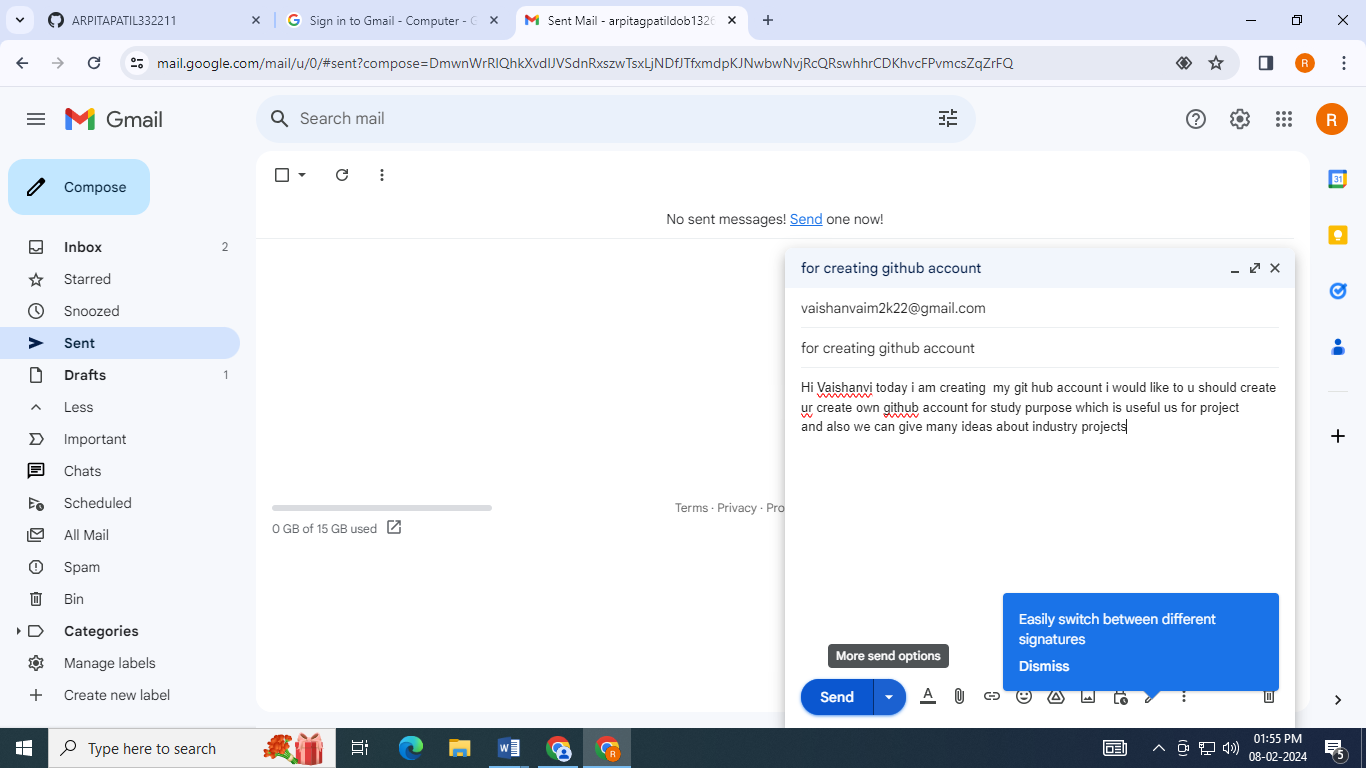 ARPITAPATIL332211
Sign in to Gmail - Computer - G
Sent Mail - arpitagpatildob1326
mail.google.com/mail/u/0/#sent?compose=DmwnWrRlQhkXvdlJVSdnRxszwTsxLjNDfJTfxmdpKJNwbwNvjRcQRswhhrCDKhvcFPvmcsZqZrFQ
R
Gmail
Search mail
R
Compose
Inbox 2
Starred
Snoozed
Sent
Drafts 1
Less
Important
Chats
Scheduled
All Mail
Spam
Bin
Categories
Manage labels
Create new label
No sent messages! Send one now!
0 GB of 15 GB used
Terms · Privacy · Pro
for creating github account
vaishanvaim2k22@gmail.com
for creating github account
Hi Vaishanvi today i am creating  my git hub account i would like to u should create
ur create own github account for study purpose which is useful us for project
and also we can give many ideas about industry projects
Easily switch between different
signatures
Dismiss
More send options
Send
31
Type here to search
01:55 PM
08-02-2024
5